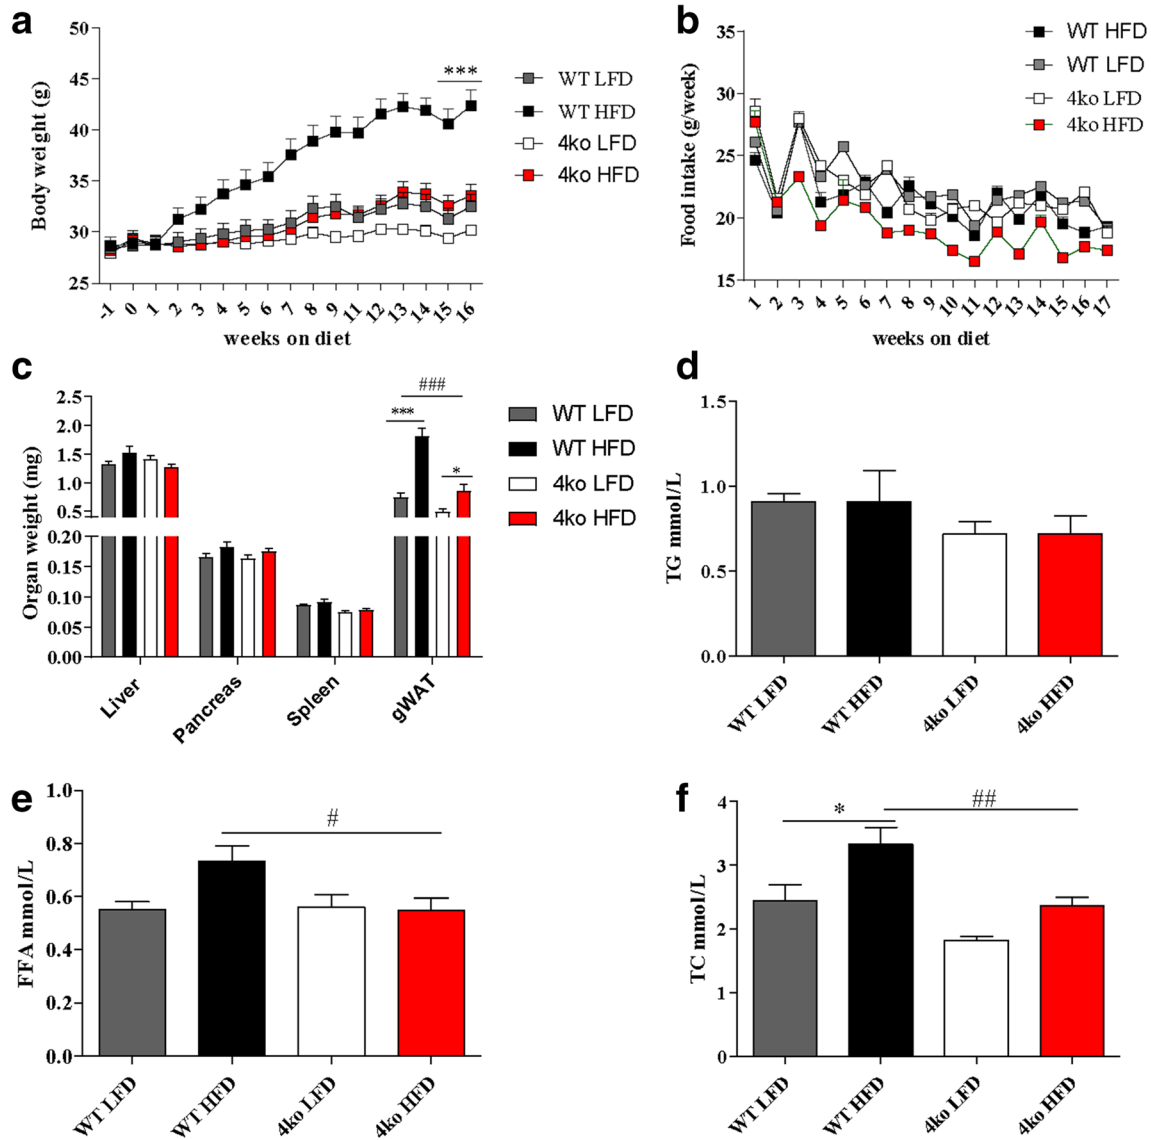 a
50
45
40
35
30
25
Body weight (g)
-1 0 1 2 3 4 5 6 7 8 9 10 11 12 13 14 15 16
weeks on diet
***
WT LFD
WT HFD
4ko LFD
4ko HFD
b
35
30
25
20
15
Food intake (g/week)
1 2 3 4 5 6 7 8 9 10 11 12 13 14 15 16 17
weeks on diet
WT HFD
WT LFD
4ko LFD
4ko HFD
c
2.5
2.0
1.5
1.0
0.5
0.20
0.15
0.10
0.05
0.00
Organ weight (mg)
###
***
*
Liver
Pancreas
Spleen
gWAT
WT LFD
WT HFD
4ko LFD
4ko HFD
d
1.5
1.0
0.5
0.0
TG mmol/L
WT LFD
WT HFD
4ko LFD
4ko HFD
e
1.0
0.8
0.6
0.4
0.2
0.0
FFA mmol/L
#
WT LFD
WT HFD
4ko LFD
4ko HFD
f
4
3
2
1
0
TC mmol/L
*
##
WT LFD
WT HFD
4ko LFD
4ko HFD